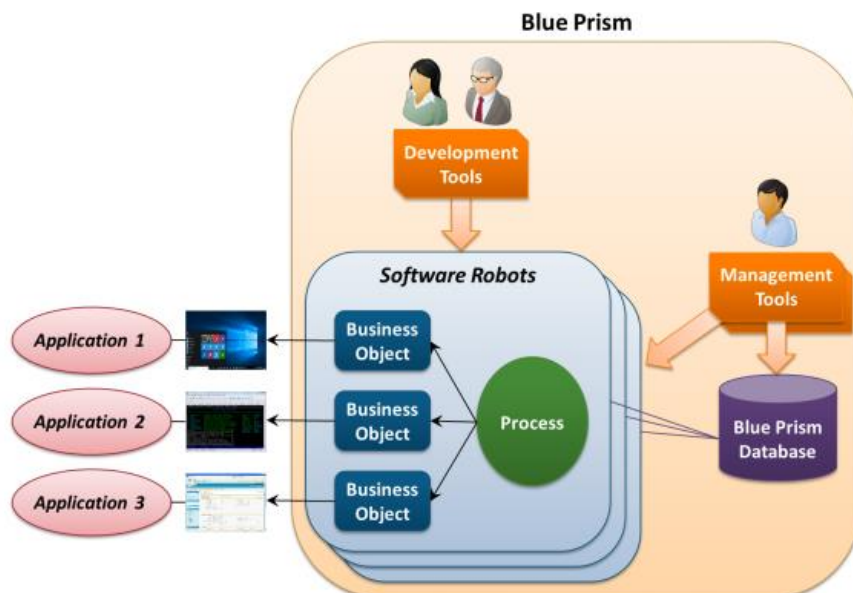 Blue Prism
Development
Tools
Management
Tools
Software Robots
Application 1
Business
Object
Application 2
Business
Object
Process
Blue Prism
Database
Application 3
Business
Object